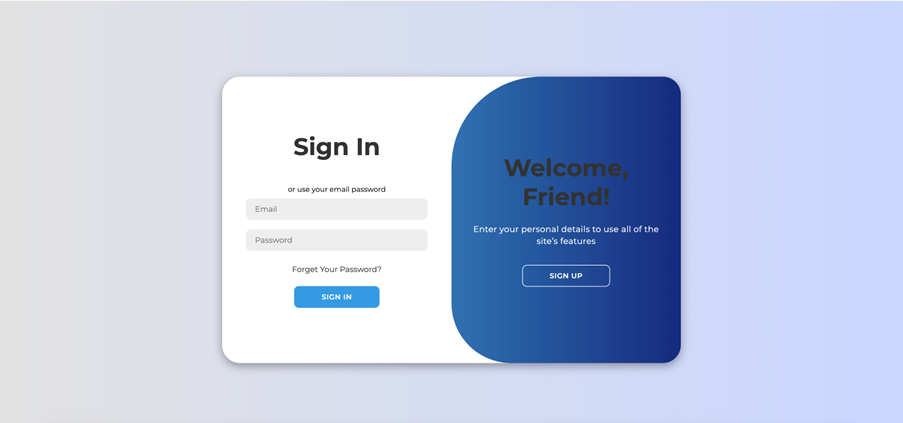 Sign In
or use your email password
Email
Password
Forget Your Password?
SIGN IN
Welcome,
Friend!
Enter your personal details to use all of the
site's features
SIGN UP